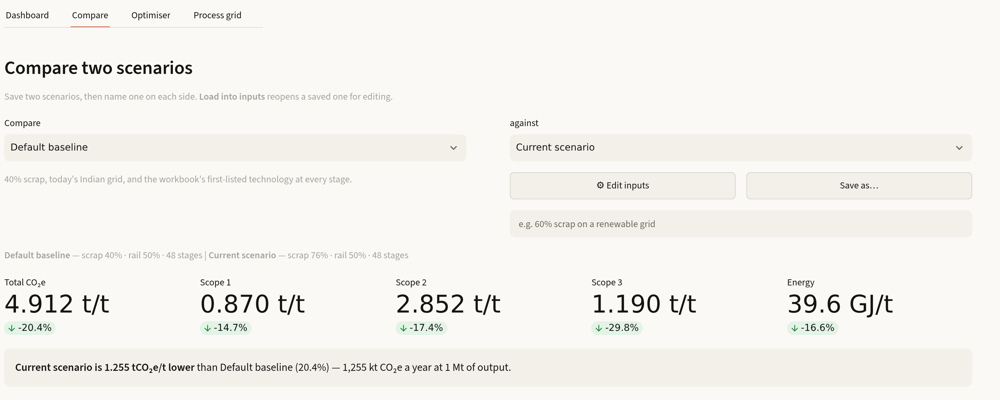 Dashboard Compare Optimiser Process grid
Compare two scenarios
Save two scenarios, then name one on each side. Load into inputs reopens a saved one for editing.
Compare
Default baseline
40% scrap, today's Indian grid, and the workbook's first-listed technology at every stage.
against
Current scenario
⚙ Edit inputs
Save as…
e.g. 60% scrap on a renewable grid
Default baseline — scrap 40% · rail 50% · 48 stages | Current scenario — scrap 76% · rail 50% · 48 stages
Total CO₂e
4.912 t/t
↓ -20.4%
Scope 1
0.870 t/t
↓ -14.7%
Scope 2
2.852 t/t
↓ -17.4%
Scope 3
1.190 t/t
↓ -29.8%
Energy
39.6 GJ/t
↓ -16.6%
Current scenario is 1.255 tCO₂e/t lower than Default baseline (20.4%) — 1,255 kt CO₂e a year at 1 Mt of output.